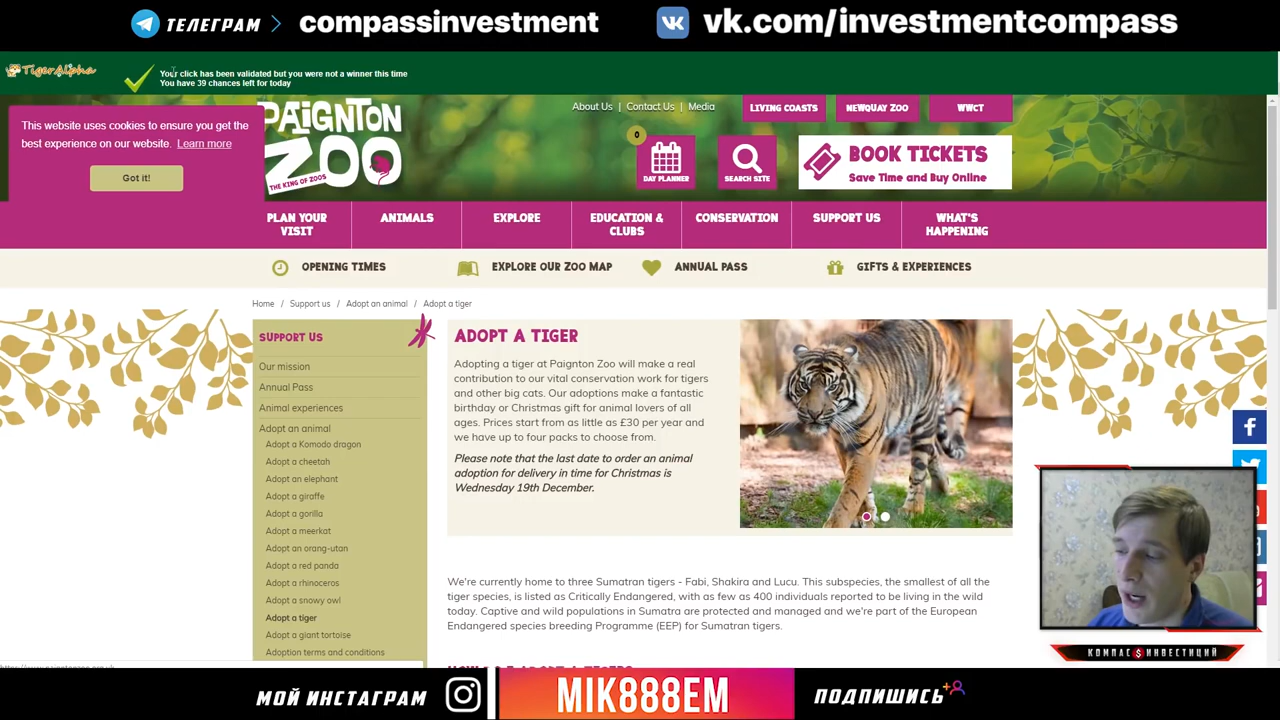 ТЕЛЕГРАМ > compassinvestment
vk.com/investmentcompass
TigerAlpha
Your click has been validated but you were not a winner this time
You have 39 chances left for today
This website uses cookies to ensure you get the
best experience on our website. Learn more
Got it!
PAIGNTON
ZOO
THE KING OF ZOOS
About Us | Contact Us | Media
LIVING COASTS
NEWQUAY ZOO
WWCT
0
DAY PLANNER
SEARCH SITE
BOOK TICKETS
Save Time and Buy Online
PLAN YOUR
VISIT
ANIMALS
EXPLORE
EDUCATION &
CLUBS
CONSERVATION
SUPPORT US
WHAT'S
HAPPENING
OPENING TIMES
EXPLORE OUR ZOO MAP
ANNUAL PASS
GIFTS & EXPERIENCES
Home / Support us / Adopt an animal / Adopt a tiger
SUPPORT US
Our mission
Annual Pass
Animal experiences
Adopt an animal
Adopt a Komodo dragon
Adopt a cheetah
Adopt an elephant
Adopt a giraffe
Adopt a gorilla
Adopt a meerkat
Adopt an orang-utan
Adopt a red panda
Adopt a rhinoceros
Adopt a snowy owl
Adopt a tiger
Adopt a giant tortoise
Adoption terms and conditions
ADOPT A TIGER
Adopting a tiger at Paignton Zoo will make a real
contribution to our vital conservation work for tigers
and other big cats. Our adoptions make a fantastic
birthday or Christmas gift for animal lovers of all
ages. Prices start from as little as £30 per year and
we have up to four packs to choose from.
Please note that the last date to order an animal
adoption for delivery in time for Christmas is
Wednesday 19th December.
We're currently home to three Sumatran tigers - Fabi, Shakira and Lucu. This subspecies, the smallest of all the
tiger species, is listed as Critically Endangered, with as few as 400 individuals reported to be living in the wild
today. Captive and wild populations in Sumatra are protected and managed and we're part of the European
Endangered species breeding Programme (EEP) for Sumatran tigers.
КОМПАС $ ИНВЕСТИЦИЙ
МОЙ ИНСТАГРАМ
MIK888EM
ПОДПИШИСЬ